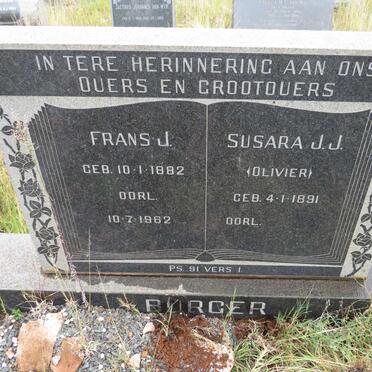 IN TERE HERINNERING AAN ONS
OUERS EN GROOTOUERS
FRANS J.
GEB. 10-1-1882
OORL.
10-7-1962
SUSARA J.J.
(OLIVIER)
GEB. 4-1-1891
OORL.
PS. 91 VERS 1
BURGER